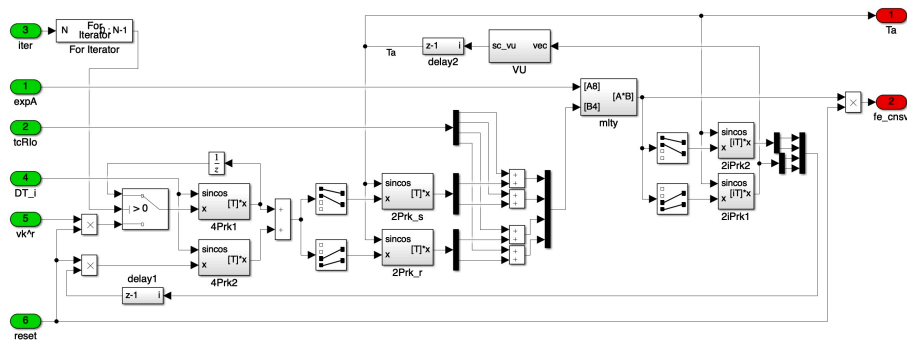 3
iter
N
For
Iterator
0 : N-1
For Iterator
1
Ta
Ta
z-1 i
delay2
sc_vu vec
VU
1
expA
[A8]
[B4]
[A*B]
mlty
2
fe_cnsv
2
tcRIo
sincos
x
[iT]*x
2iPrk2
sincos
x
[iT]*x
2iPrk1
1
z
4
DT_i
> 0
sincos
x
[T]*x
4Prk1
sincos
x
[T]*x
2Prk_s
5
vk^r
sincos
x
[T]*x
4Prk2
sincos
x
[T]*x
2Prk_r
delay1
z-1 i
6
reset